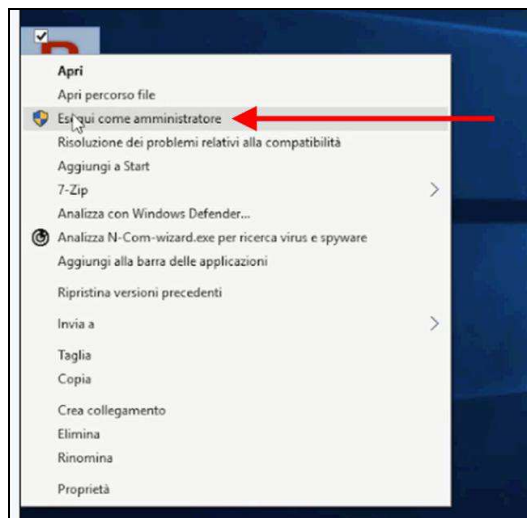 Apri
Apri percorso file
Esegui come amministratore
Risoluzione dei problemi relativi alla compatibilità
Aggiungi a Start
7-Zip
Analizza con Windows Defender...
Analizza N-Com-wizard.exe per ricerca virus e spyware
Aggiungi alla barra delle applicazioni
Ripristina versioni precedenti
Invia a
Taglia
Copia
Crea collegamento
Elimina
Rinomina
Proprietà